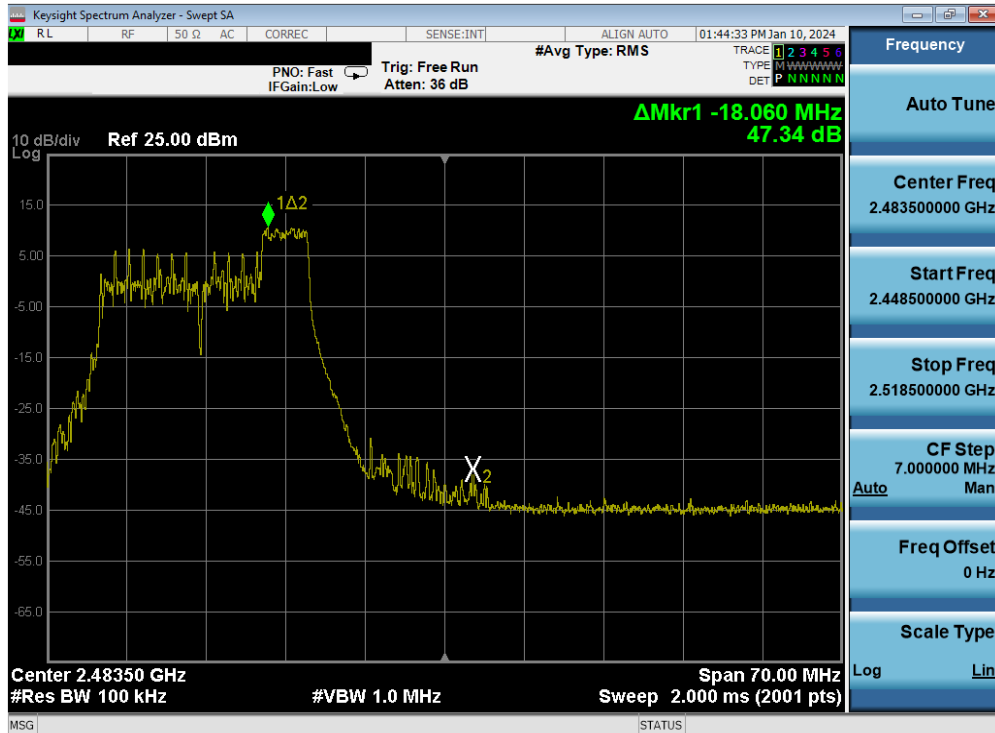 Keysight Spectrum Analyzer - Swept SA
LXI RL RF 50 Ω AC CORREC SENSE:INT ALIGN AUTO 01:44:33 PM Jan 10, 2024
PNO: Fast
IFGain:Low
Trig: Free Run
Atten: 36 dB
#Avg Type: RMS
TRACE 1 2 3 4 5 6
TYPE M WWWWW
DET P N N N N N
ΔMkr1 -18.060 MHz
47.34 dB
10 dB/div Ref 25.00 dBm
Log
15.0
5.00
-5.00
-15.0
-25.0
-35.0
-45.0
-55.0
-65.0
1Δ2
X2
Center 2.48350 GHz Span 70.00 MHz
#Res BW 100 kHz #VBW 1.0 MHz Sweep 2.000 ms (2001 pts)
MSG STATUS
Frequency
Auto Tune
Center Freq
2.483500000 GHz
Start Freq
2.448500000 GHz
Stop Freq
2.518500000 GHz
CF Step
7.000000 MHz
Auto Man
Freq Offset
0 Hz
Scale Type
Log Lin